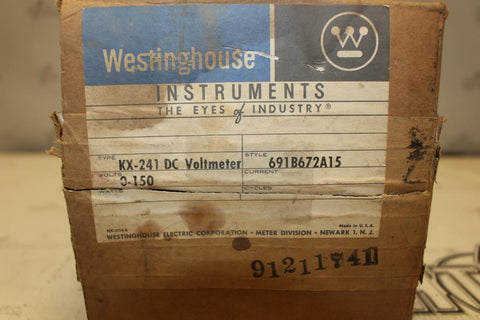 Westinghouse
INSTRUMENTS
THE EYES of INDUSTRY®
TYPE KX-241 DC Voltmeter STYLE 691B672A15
VOLTS 0-150 CURRENT
WATTS CYCLES
Made in U.S.A.
WESTINGHOUSE ELECTRIC CORPORATION • METER DIVISION • NEWARK 1, N. J.
9121174